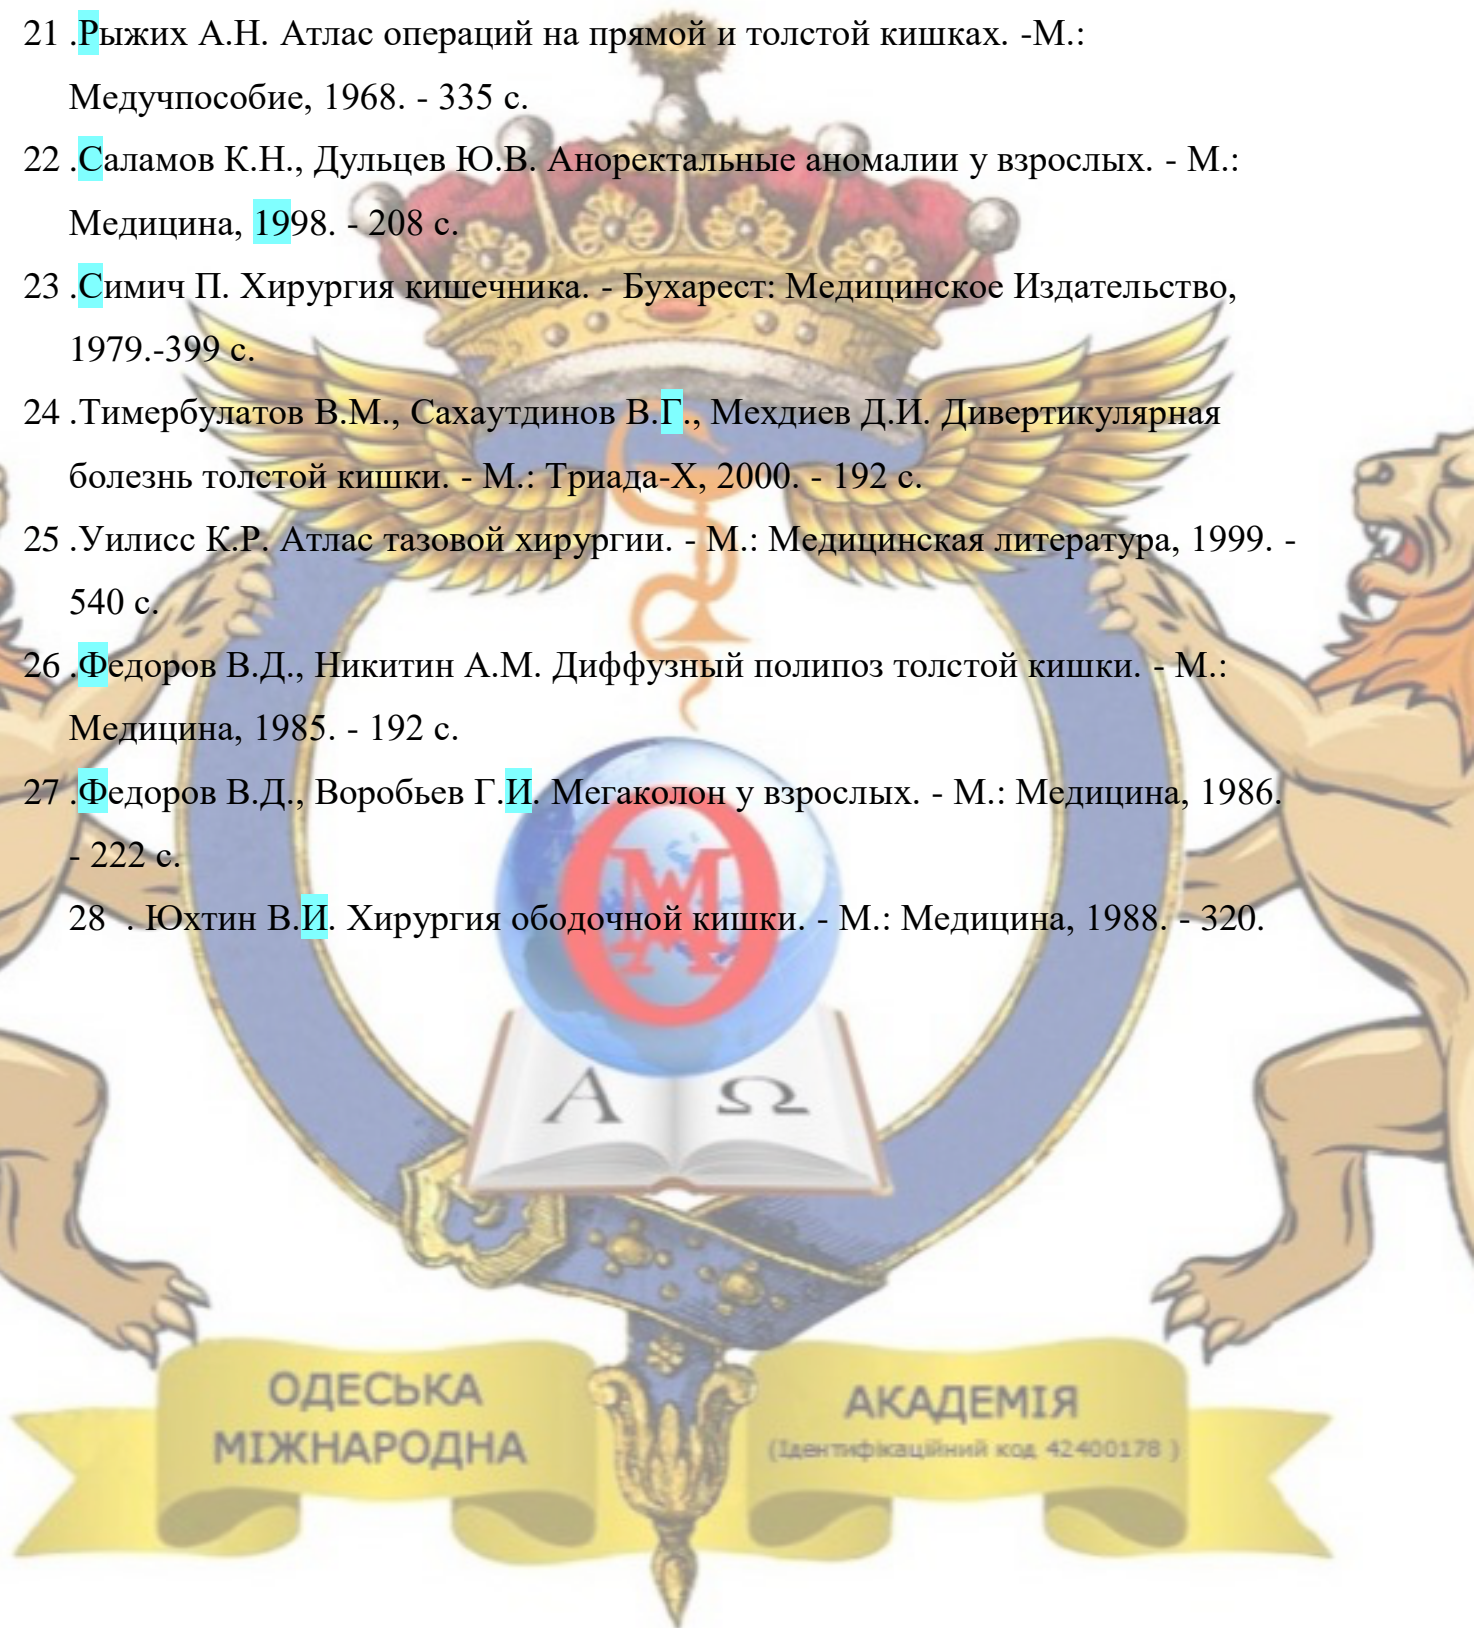 21 .Рыжих А.Н. Атлас операций на прямой и толстой кишках. -М.:
Медучпособие, 1968. - 335 с.
22 .Саламов К.Н., Дульцев Ю.В. Аноректальные аномалии у взрослых. - М.:
Медицина, 1998. - 208 с.
23 .Симич П. Хирургия кишечника. - Бухарест: Медицинское Издательство,
1979.-399 с.
24 .Тимербулатов В.М., Сахаутдинов В.Г., Мехдиев Д.И. Дивертикулярная
болезнь толстой кишки. - М.: Триада-Х, 2000. - 192 с.
25 .Уилисс К.Р. Атлас тазовой хирургии. - М.: Медицинская литература, 1999. -
540 с.
26 .Федоров В.Д., Никитин А.М. Диффузный полипоз толстой кишки. - М.:
Медицина, 1985. - 192 с.
27 .Федоров В.Д., Воробьев Г.И. Мегаколон у взрослых. - М.: Медицина, 1986.
- 222 с.
28 . Юхтин В.И. Хирургия ободочной кишки. - М.: Медицина, 1988. - 320.
Α Ω
ОДЕСЬКА
МІЖНАРОДНА
АКАДЕМІЯ
(Ідентифікаційний код 42400178 )